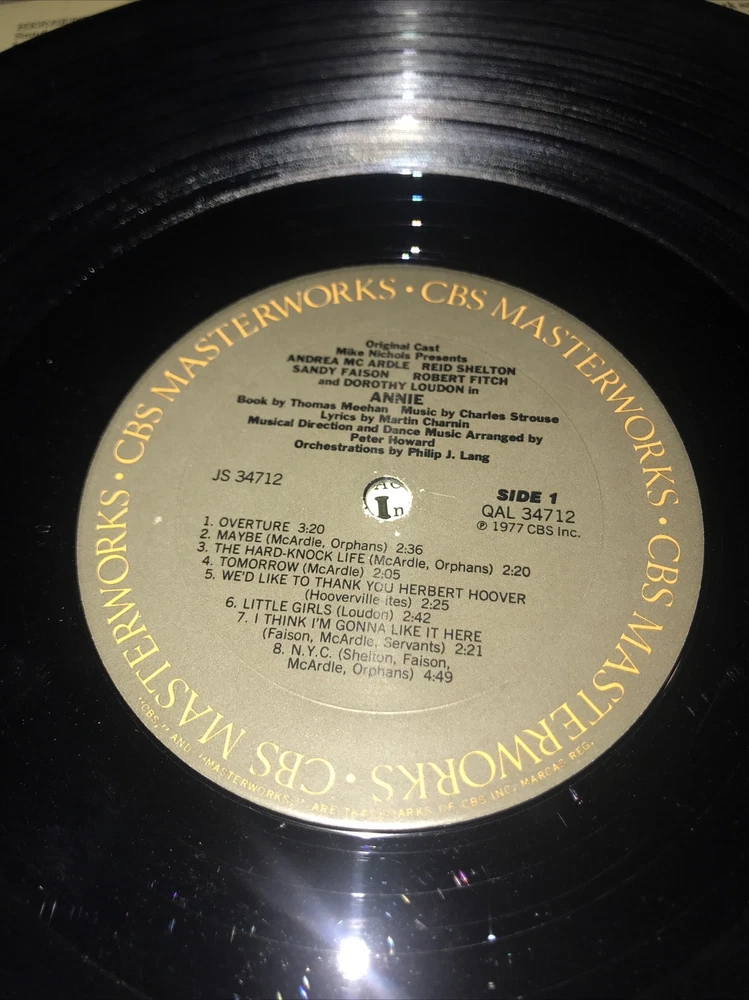 CBS MASTERWORKS · CBS MASTERWORKS · CBS MASTERWORKS · CBS MASTERWORKS · CBS MASTERWORKS ·
Original Cast
Mike Nichols Presents
ANDREA MC ARDLE REID SHELTON
SANDY FAISON ROBERT FITCH
and DOROTHY LOUDON in
ANNIE
Book by Thomas Meehan Music by Charles Strouse
Lyrics by Martin Charnin
Musical Direction and Dance Music Arranged by
Peter Howard
Orchestrations by Philip J. Lang
JS 34712
SIDE 1
QAL 34712
℗ 1977 CBS Inc.
1. OVERTURE 3:20
2. MAYBE (McArdle, Orphans) 2:36
3. THE HARD-KNOCK LIFE (McArdle, Orphans) 2:20
4. TOMORROW (McArdle) 2:05
5. WE'D LIKE TO THANK YOU HERBERT HOOVER
(Hooverville-ites) 2:25
6. LITTLE GIRLS (Loudon) 2:42
7. I THINK I'M GONNA LIKE IT HERE
(Faison, McArdle, Servants) 2:21
8. N.Y.C. (Shelton, Faison,
McArdle, Orphans) 4:49
"CBS," AND "MASTERWORKS," ARE TRADEMARKS OF CBS INC. MARCAS REG.